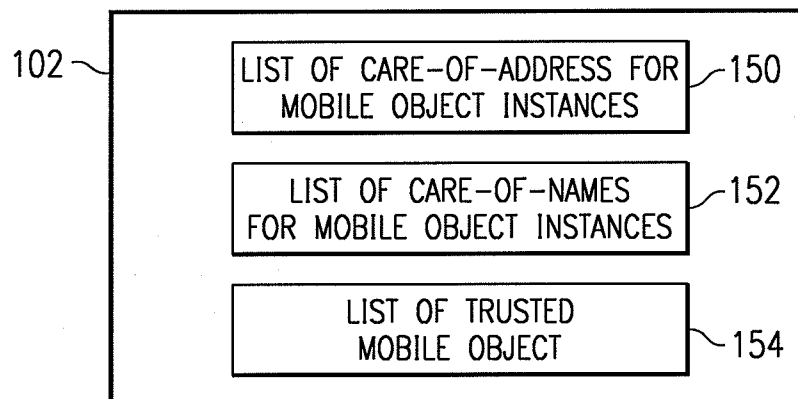 102
LIST OF CARE-OF-ADDRESS FOR
MOBILE OBJECT INSTANCES
150
LIST OF CARE-OF-NAMES
FOR MOBILE OBJECT INSTANCES
152
LIST OF TRUSTED
MOBILE OBJECT
154